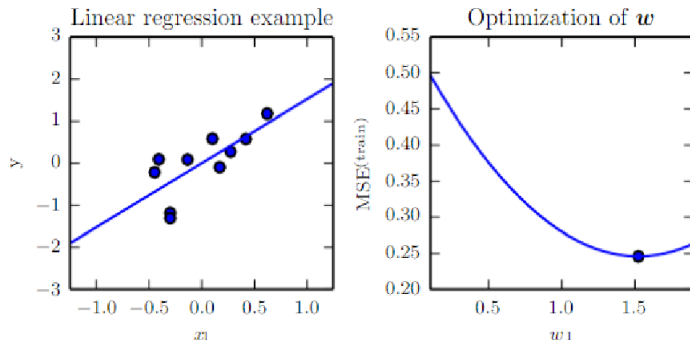 Linear regression example
3
2
1
0
−1
−2
−3
y
−1.0 −0.5 0.0 0.5 1.0
x1
Optimization of w
0.55
0.50
0.45
0.40
0.35
0.30
0.25
0.20
MSE(train)
0.5 1.0 1.5
w1